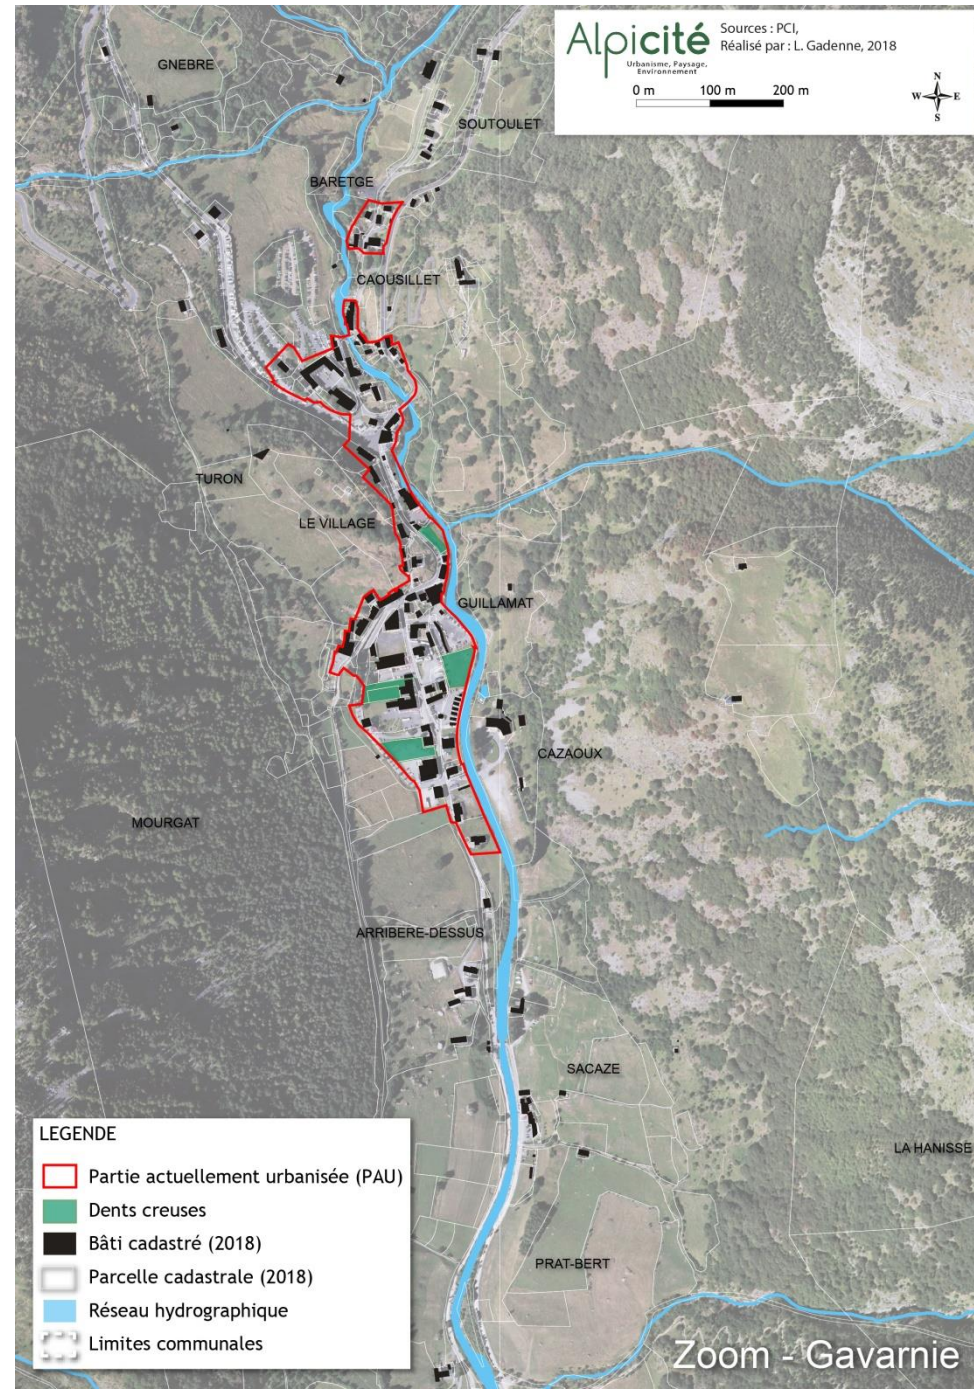 Alpicité
Urbanisme, Paysage,
Environnement
Sources : PCI,
Réalisé par : L. Gadenne, 2018
0 m 100 m 200 m
N
W E
S
GNEBRE
SOUTOULET
BARETGE
CAOUSILLET
TURON
LE VILLAGE
GUILLAMAT
CAZAOUX
MOURGAT
ARRIBERE-DESSUS
SACAZE
LA HANISSE
PRAT-BERT
LEGENDE
Partie actuellement urbanisée (PAU)
Dents creuses
Bâti cadastré (2018)
Parcelle cadastrale (2018)
Réseau hydrographique
Limites communales
Zoom - Gavarnie